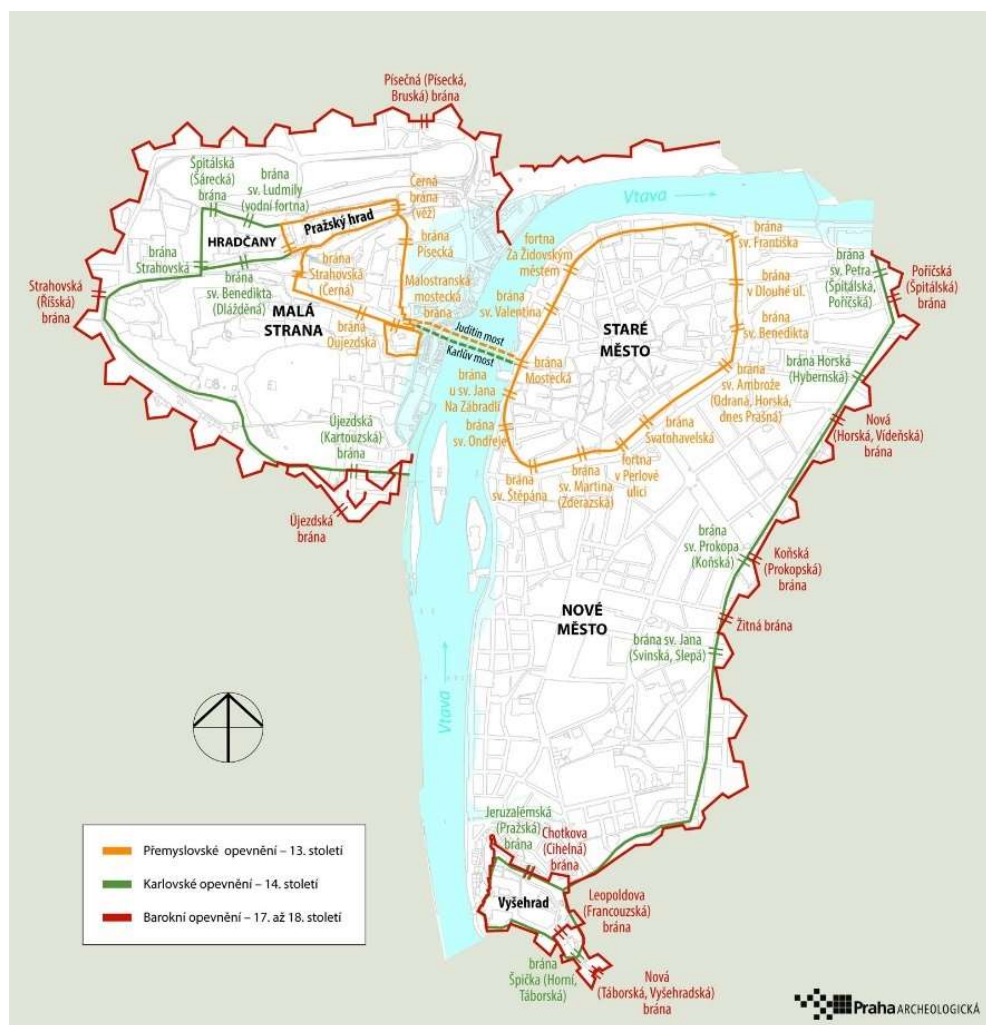 Písečná (Písecká,
Bruská) brána
Špitálská
(Šárecká)
brána
brána
sv. Ludmily
(vodní fortna)
Černá
brána
(věž)
Pražský hrad
HRADČANY
brána
Písecká
brána
Strahovská
brána
Strahovská
(Černá)
brána
sv. Benedikta
(Dlážděná)
Malostranská
mostecká
brána
Strahovská
(Říšská)
brána
MALÁ
STRANA
brána
Oujezdská
Juditin most
Karlův most
Vltava
fortna
Za Židovským
městem
brána
sv. Valentina
brána
sv. Františka
brána
v Dlouhé ul.
brána
sv. Benedikta
STARÉ
MĚSTO
brána
Mostecká
brána
u sv. Jana
Na Zábradlí
brána
sv. Ondřeje
brána
sv. Ambrože
(Odraná, Horská,
dnes Prašná)
brána
Svatohavelská
fortna
v Perlové
ulici
brána
sv. Martina
(Zderazská)
brána
sv. Štěpána
brána
sv. Petra
(Špitálská,
Poříčská)
Poříčská
(Špitálská)
brána
brána Horská
(Hybernská)
Nová
(Horská, Vídeňská)
brána
Újezdská
(Kartouzská)
brána
Újezdská
brána
brána
sv. Prokopa
(Koňská)
Koňská
(Prokopská)
brána
NOVÉ
MĚSTO
Žitná brána
brána sv. Jana
(Svinská, Slepá)
Vltava
Jeruzalémská
(Pražská)
brána
Chotkova
(Cihelná)
brána
Vyšehrad
Leopoldova
(Francouzská)
brána
brána
Špička (Horní,
Táborská)
Nová
(Táborská, Vyšehradská)
brána
Přemyslovské opevnění – 13. století
Karlovské opevnění – 14. století
Barokní opevnění – 17. až 18. století
Praha ARCHEOLOGICKÁ